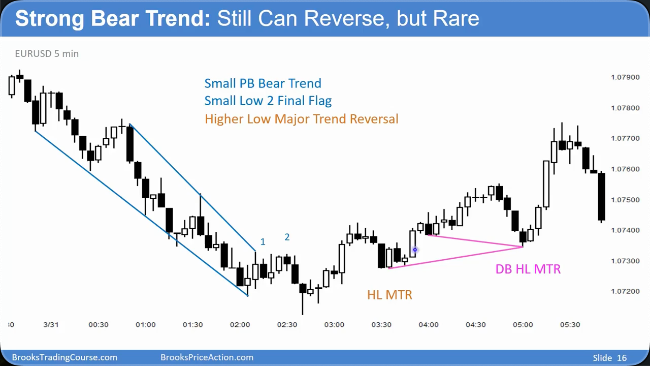 Strong Bear Trend: Still Can Reverse, but Rare
EURUSD 5 min
Small PB Bear Trend
Small Low 2 Final Flag
Higher Low Major Trend Reversal
1.07900
1.07800
1.07700
1.07600
1.07500
1.07400
1.07300
1.07200
1
2
DB HL MTR
HL MTR
:30
3/31
00:30
01:00
01:30
02:00
02:30
03:00
03:30
04:00
04:30
05:00
05:30
BrooksTradingCourse.com
BrooksPriceAction.com
Slide 16